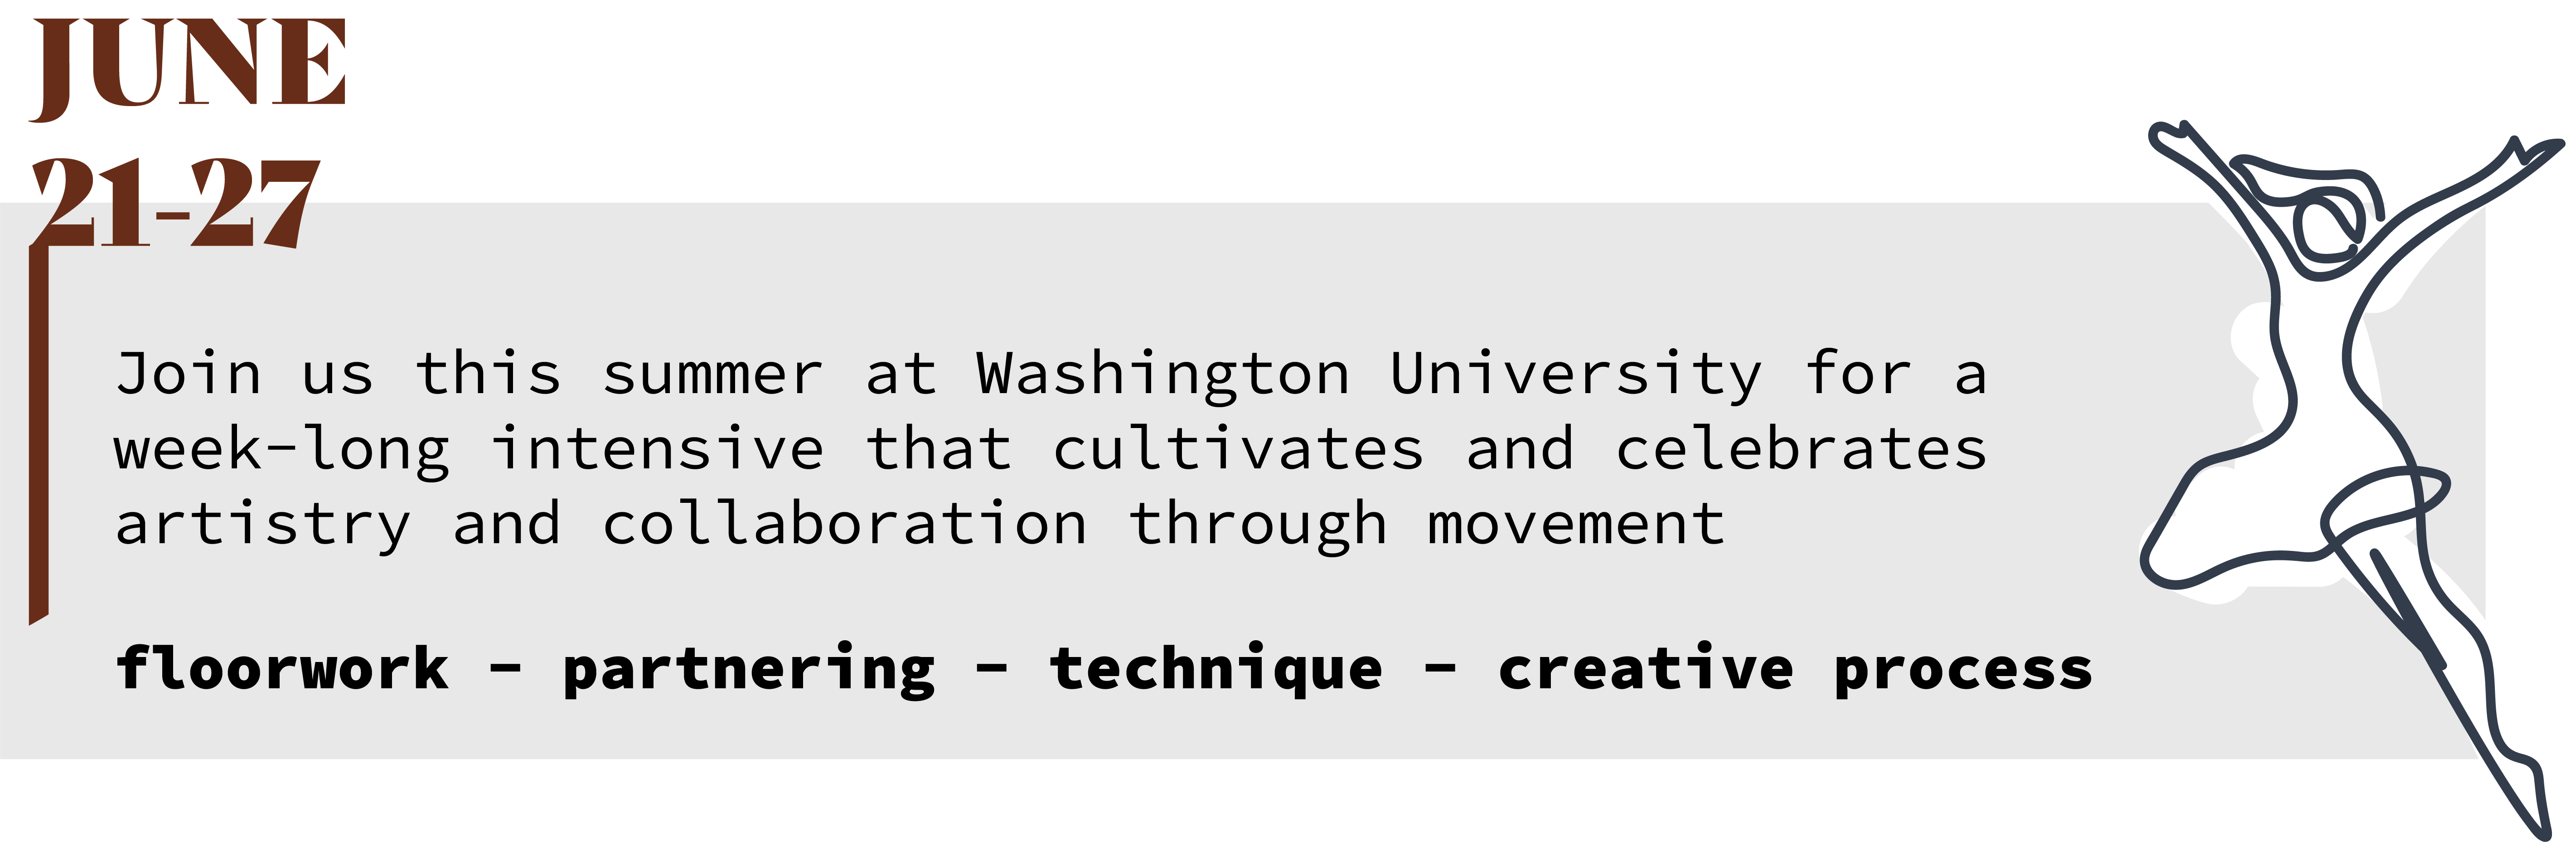 JUNE
21-27
Join us this summer at Washington University for a
week-long intensive that cultivates and celebrates
artistry and collaboration through movement
floorwork - partnering - technique - creative process